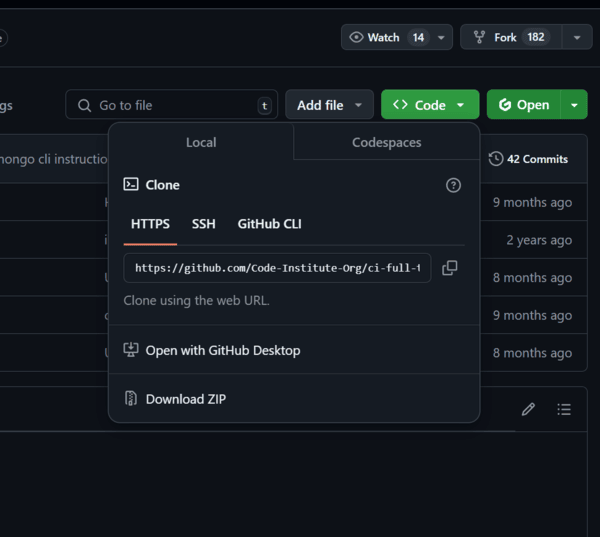 Watch 14
Fork 182
gs
Go to file
t
Add file
Code
Open
Local
Codespaces
mongo cli instructio
42 Commits
Clone
?
9 months ago
HTTPS
SSH
GitHub CLI
2 years ago
https://github.com/Code-Institute-Org/ci-full-t
8 months ago
Clone using the web URL.
9 months ago
Open with GitHub Desktop
8 months ago
Download ZIP